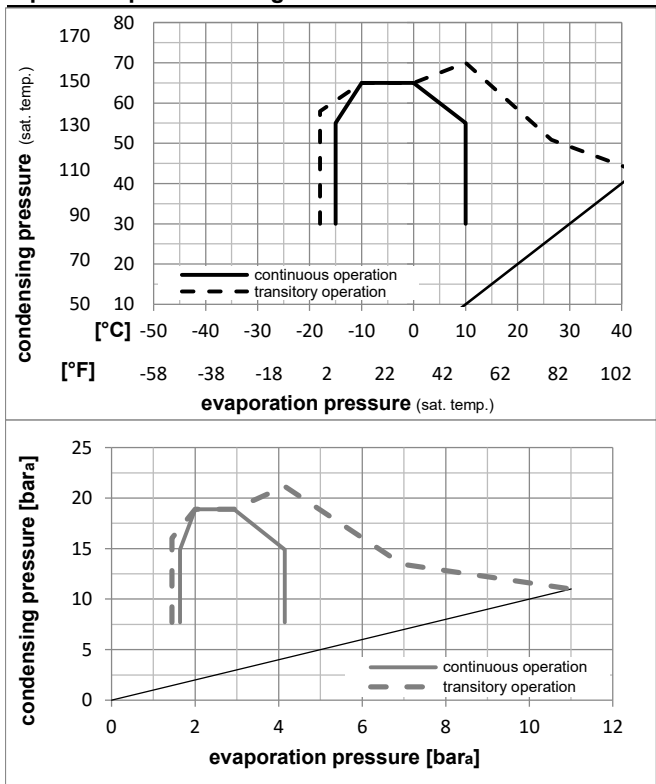 170 80
70
150 60
130 50
110 40
90 30
70 20
50 10
condensing pressure (sat. temp.)
continuous operation
transitory operation
[°C] -50 -40 -30 -20 -10 0 10 20 30 40
[°F] -58 -38 -18 2 22 42 62 82 102
evaporation pressure (sat. temp.)
25
20
15
10
5
0
condensing pressure [bara]
continuous operation
transitory operation
0 2 4 6 8 10 12
evaporation pressure [bara]